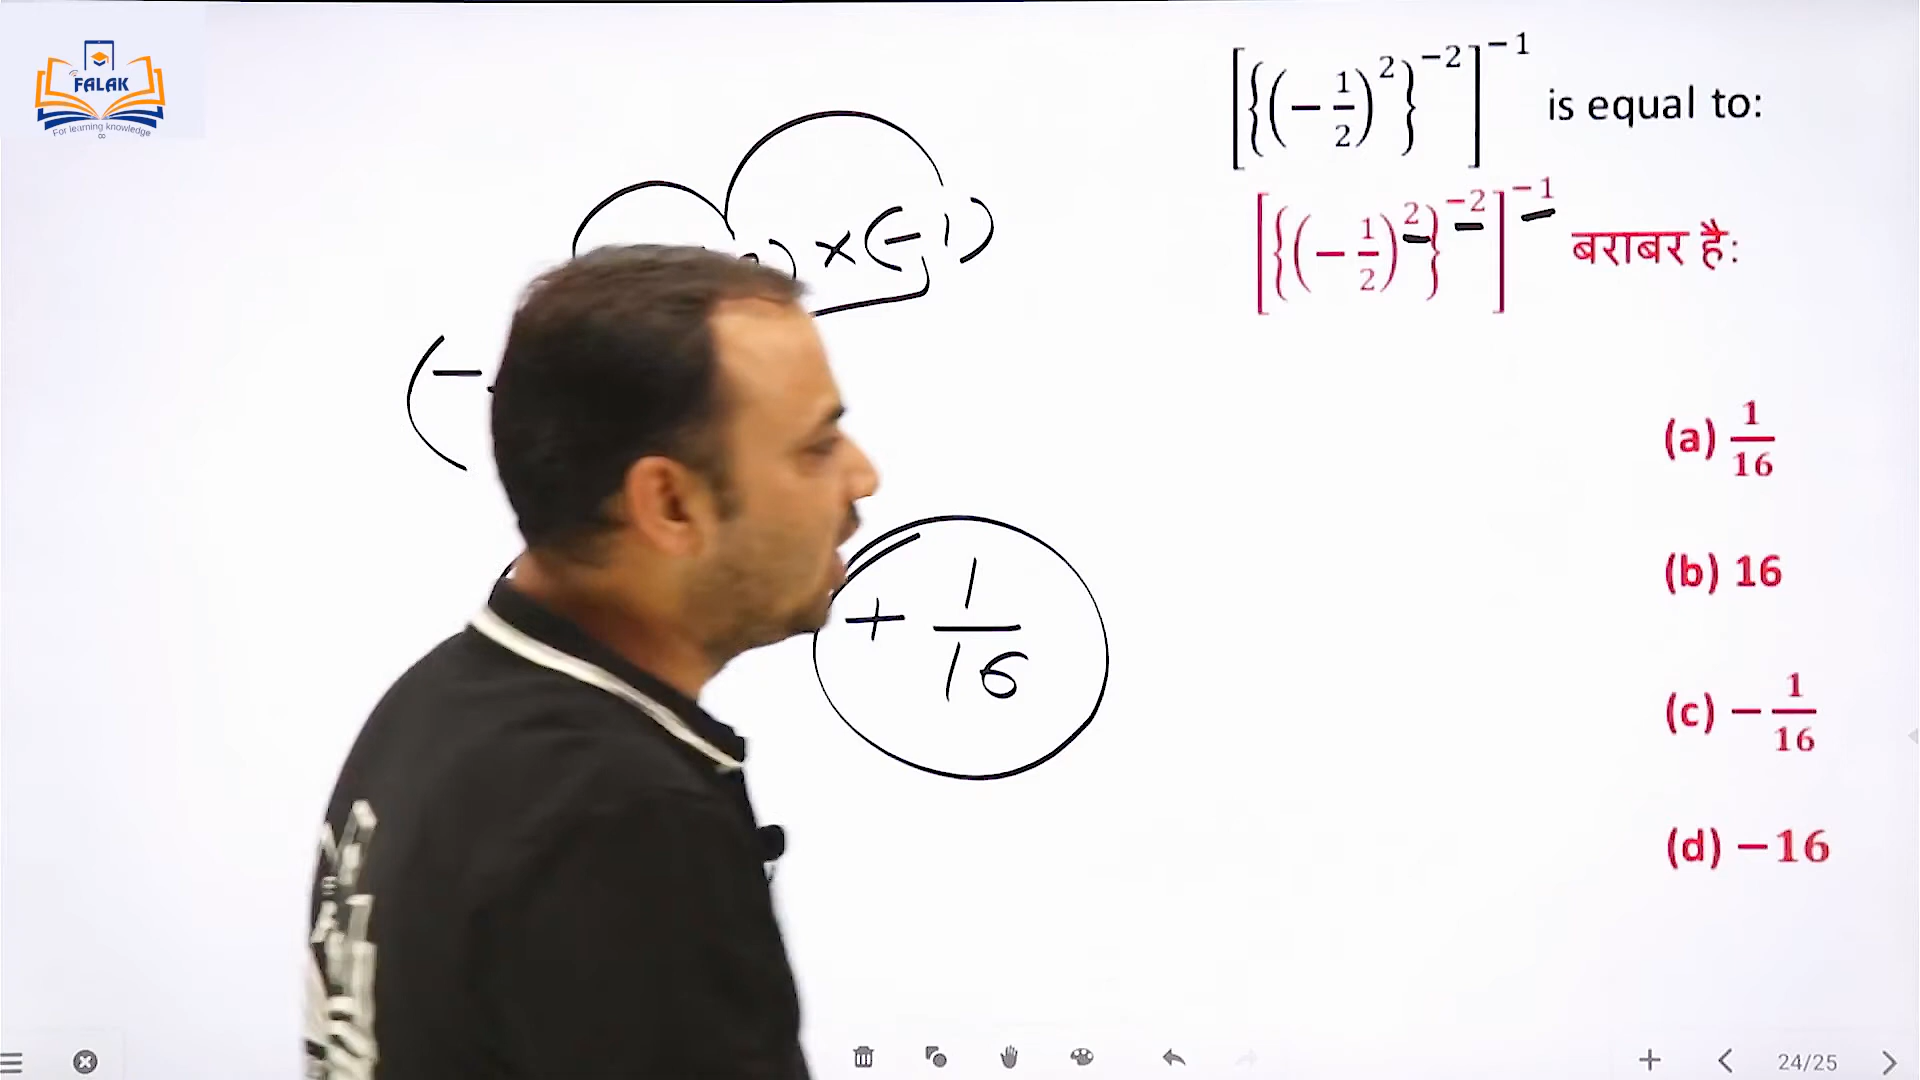 FALAK
For learning knowledge
[{(−1/2)^2}^−2]^−1 is equal to:
[{(−1/2)^2}^−2]^−1 बराबर है:
) × (−1)
(−
+ 1/16
(a) 1/16
(b) 16
(c) −1/16
(d) −16
24/25